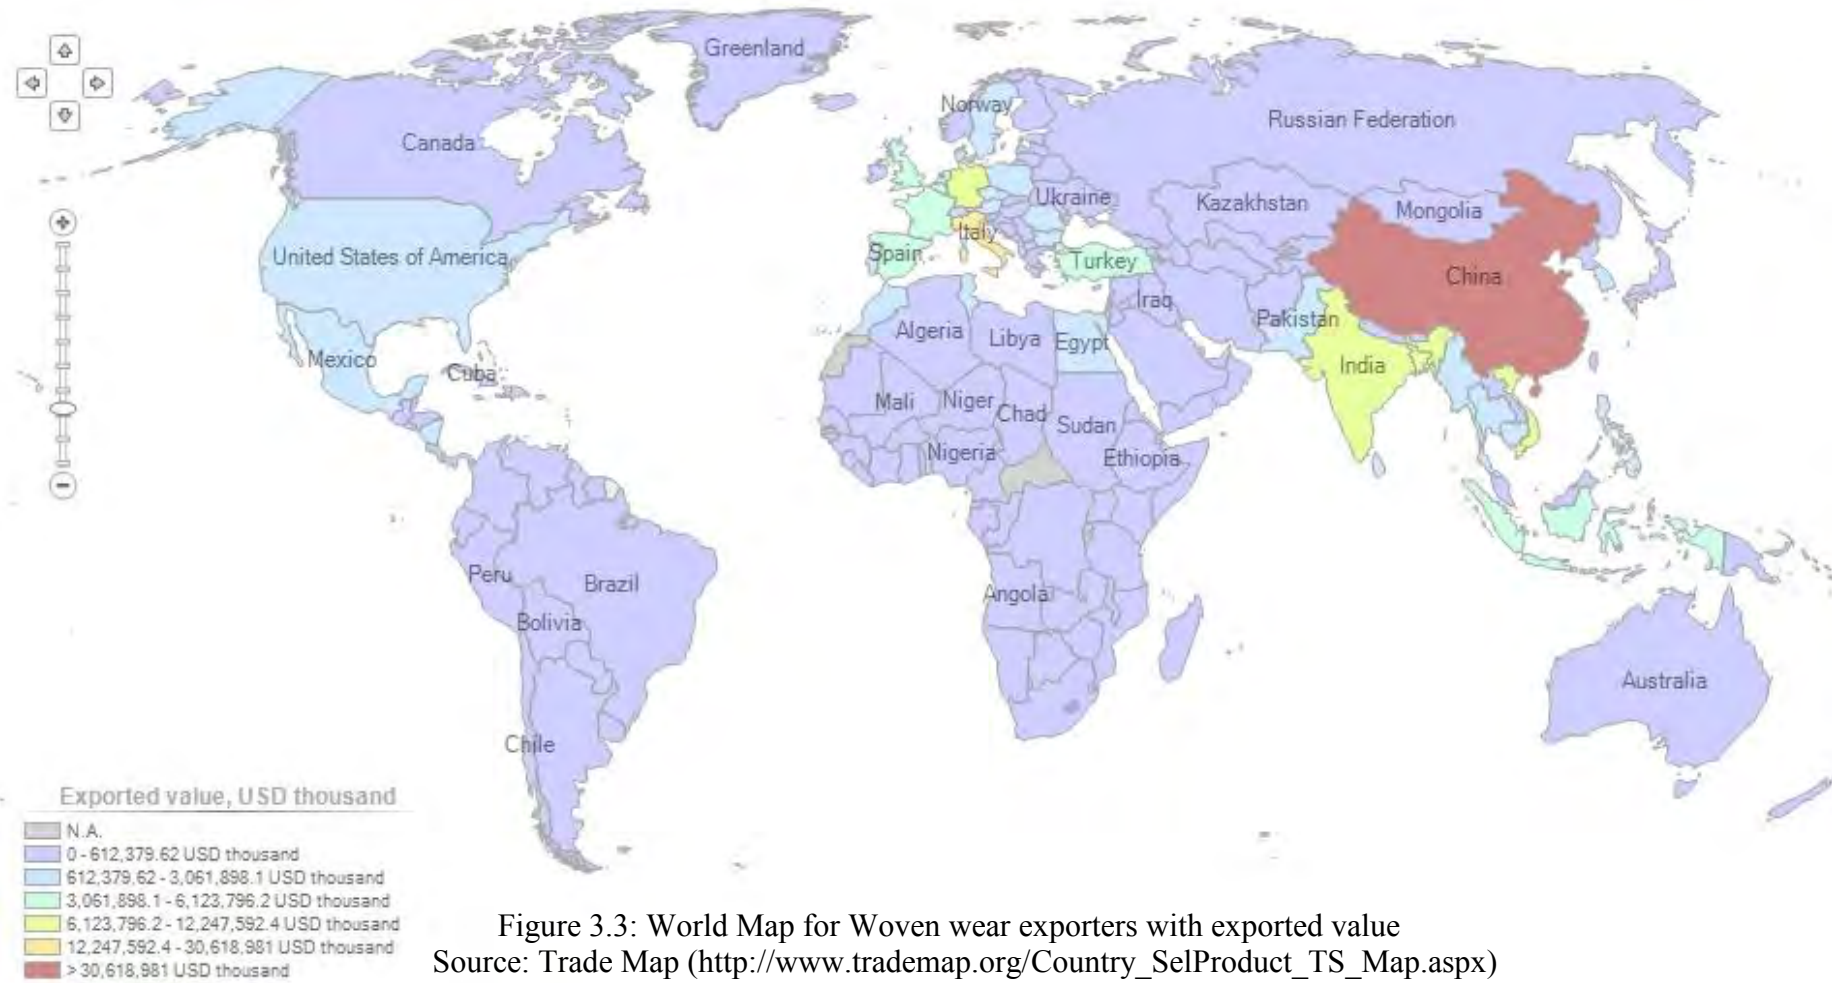 Greenland
Norway
Russian Federation
Canada
Ukraine
Kazakhstan
Mongolia
Italy
United States of America
Spain
Turkey
China
Iraq
Pakistan
Algeria
Libya
Egypt
Mexico
India
Cuba
Mali
Niger
Chad
Sudan
Nigeria
Ethiopia
Peru
Brazil
Angola
Bolivia
Australia
Chile
Exported value, USD thousand
N.A.
0 - 612,379.62 USD thousand
612,379.62 - 3,061,898.1 USD thousand
3,061,898.1 - 6,123,796.2 USD thousand
6,123,796.2 - 12,247,592.4 USD thousand
12,247,592.4 - 30,618,981 USD thousand
> 30,618,981 USD thousand
Figure 3.3: World Map for Woven wear exporters with exported value
Source: Trade Map (http://www.trademap.org/Country_SelProduct_TS_Map.aspx)